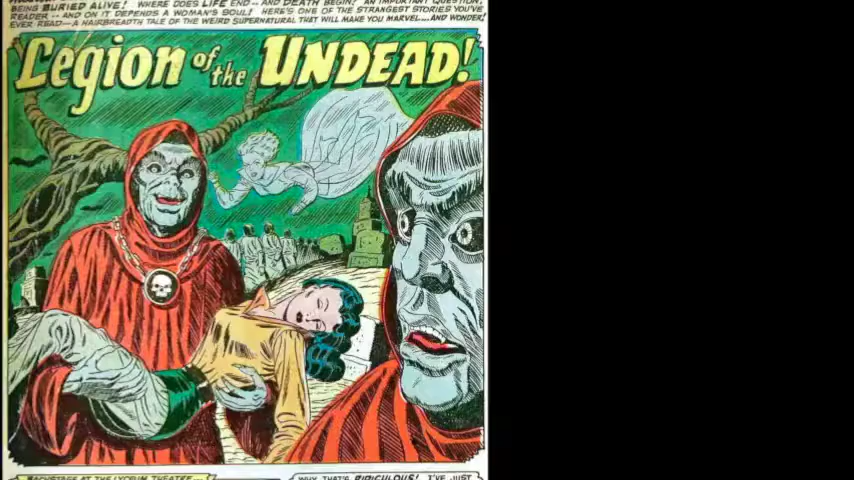 BEING BURIED ALIVE! WHERE DOES LIFE END -- AND DEATH BEGIN? AN IMPORTANT QUESTION,
READER -- AND ON IT DEPENDS A WOMAN'S SOUL! HERE'S ONE OF THE STRANGEST STORIES YOU'VE
EVER READ -- A HAIRBREADTH TALE OF THE WEIRD SUPERNATURAL THAT WILL MAKE YOU MARVEL.... AND WONDER!
Legion of the UNDEAD!
BACKSTAGE AT THE LYCEUM THEATRE...
WHY, THAT'S RIDICULOUS! I'VE JUST